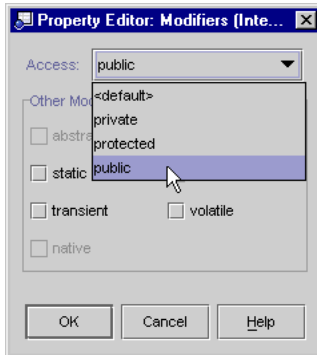 Property Editor: Modifiers (Inte...
Access: public
<default>
private
protected
public
Other Mod
abstra
static
transient volatile
native
OK Cancel Help